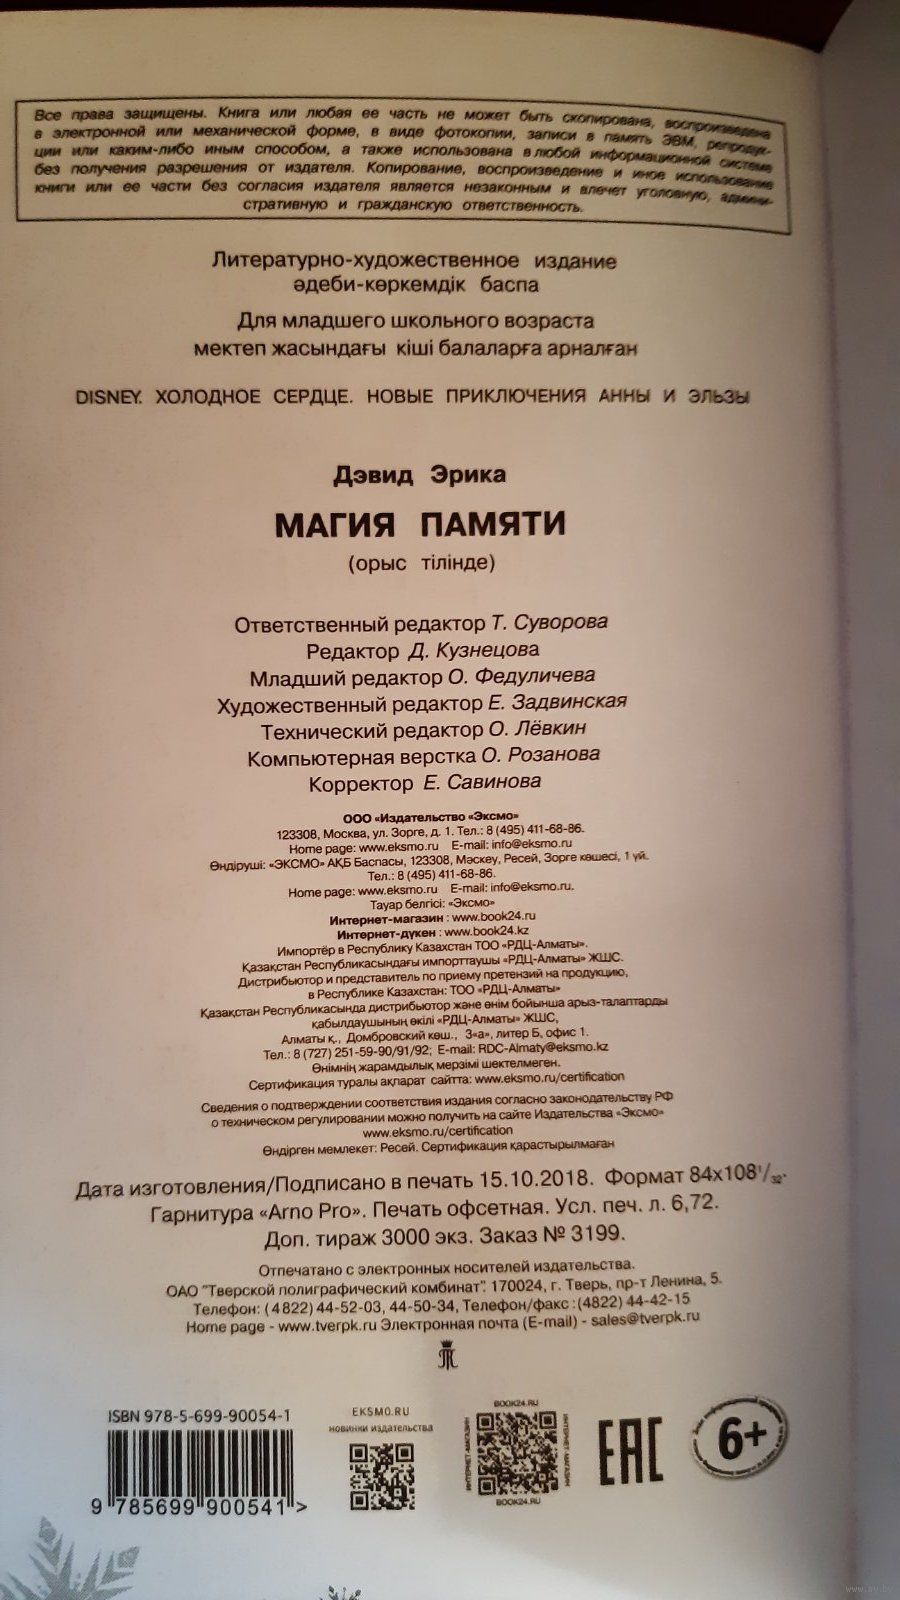 Все права защищены. Книга или любая ее часть не может быть скопирована, воспроизведена
в электронной или механической форме, в виде фотокопии, записи в память ЭВМ, репродук-
ции или каким-либо иным способом, а также использована в любой информационной системе
без получения разрешения от издателя. Копирование, воспроизведение и иное использование
книги или ее части без согласия издателя является незаконным и влечет уголовную, админи-
стративную и гражданскую ответственность.
Литературно-художественное издание
әдеби-көркемдік баспа
Для младшего школьного возраста
мектеп жасындағы кіші балаларға арналған
DISNEY. ХОЛОДНОЕ СЕРДЦЕ. НОВЫЕ ПРИКЛЮЧЕНИЯ АННЫ И ЭЛЬЗЫ
Дэвид Эрика
МАГИЯ ПАМЯТИ
(орыс тілінде)
Ответственный редактор Т. Суворова
Редактор Д. Кузнецова
Младший редактор О. Федуличева
Художественный редактор Е. Задвинская
Технический редактор О. Лёвкин
Компьютерная верстка О. Розанова
Корректор Е. Савинова
ООО «Издательство «Эксмо»
123308, Москва, ул. Зорге, д. 1. Тел.: 8 (495) 411-68-86.
Home page: www.eksmo.ru E-mail: info@eksmo.ru
Өндіруші: «ЭКСМО» АҚБ Баспасы, 123308, Мәскеу, Ресей, Зорге көшесі, 1 үй.
Тел.: 8 (495) 411-68-86.
Home page: www.eksmo.ru E-mail: info@eksmo.ru.
Тауар белгісі: «Эксмо»
Интернет-магазин : www.book24.ru
Интернет-дүкен : www.book24.kz
Импортёр в Республику Казахстан ТОО «РДЦ-Алматы».
Қазақстан Республикасындағы импорттаушы «РДЦ-Алматы» ЖШС.
Дистрибьютор и представитель по приему претензий на продукцию,
в Республике Казахстан: ТОО «РДЦ-Алматы»
Қазақстан Республикасында дистрибьютор және өнім бойынша арыз-талаптарды
қабылдаушының өкілі «РДЦ-Алматы» ЖШС,
Алматы қ., Домбровский көш., 3«а», литер Б, офис 1.
Тел.: 8 (727) 251-59-90/91/92; E-mail: RDC-Almaty@eksmo.kz
Өнімнің жарамдылық мерзімі шектелмеген.
Сертификация туралы ақпарат сайтта: www.eksmo.ru/certification
Сведения о подтверждении соответствия издания согласно законодательству РФ
о техническом регулировании можно получить на сайте Издательства «Эксмо»
www.eksmo.ru/certification
Өндірген мемлекет: Ресей. Сертификация қарастырылмаған
Дата изготовления/Подписано в печать 15.10.2018. Формат 84x108 1/32.
Гарнитура «Arno Pro». Печать офсетная. Усл. печ. л. 6,72.
Доп. тираж 3000 экз. Заказ № 3199.
Отпечатано с электронных носителей издательства.
ОАО "Тверской полиграфический комбинат". 170024, г. Тверь, пр-т Ленина, 5.
Телефон: (4822) 44-52-03, 44-50-34, Телефон/факс :(4822) 44-42-15
Home page - www.tverpk.ru Электронная почта (E-mail) - sales@tverpk.ru
ISBN 978-5-699-90054-1
9 785699 900541 >
EKSMO.RU
новинки издательства
BOOK24.RU
ИНТЕРНЕТ-МАГАЗИН
ИНТЕРНЕТ-МАГАЗИН
BOOK24.RU
EAC
6+
www.ay.by